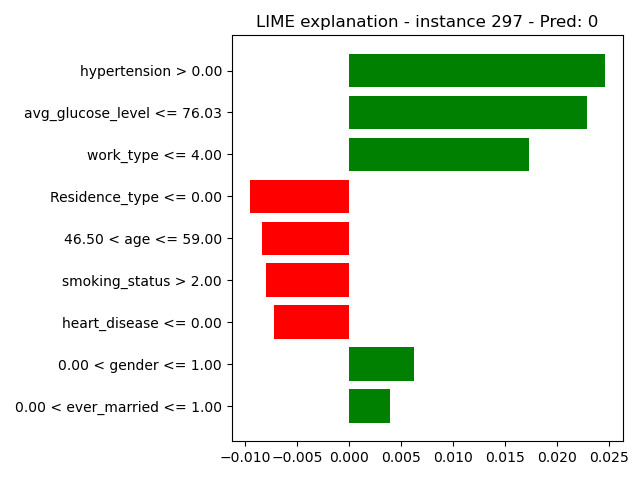 LIME explanation - instance 297 - Pred: 0
hypertension > 0.00
avg_glucose_level <= 76.03
work_type <= 4.00
Residence_type <= 0.00
46.50 < age <= 59.00
smoking_status > 2.00
heart_disease <= 0.00
0.00 < gender <= 1.00
0.00 < ever_married <= 1.00
−0.010 −0.005 0.000 0.005 0.010 0.015 0.020 0.025